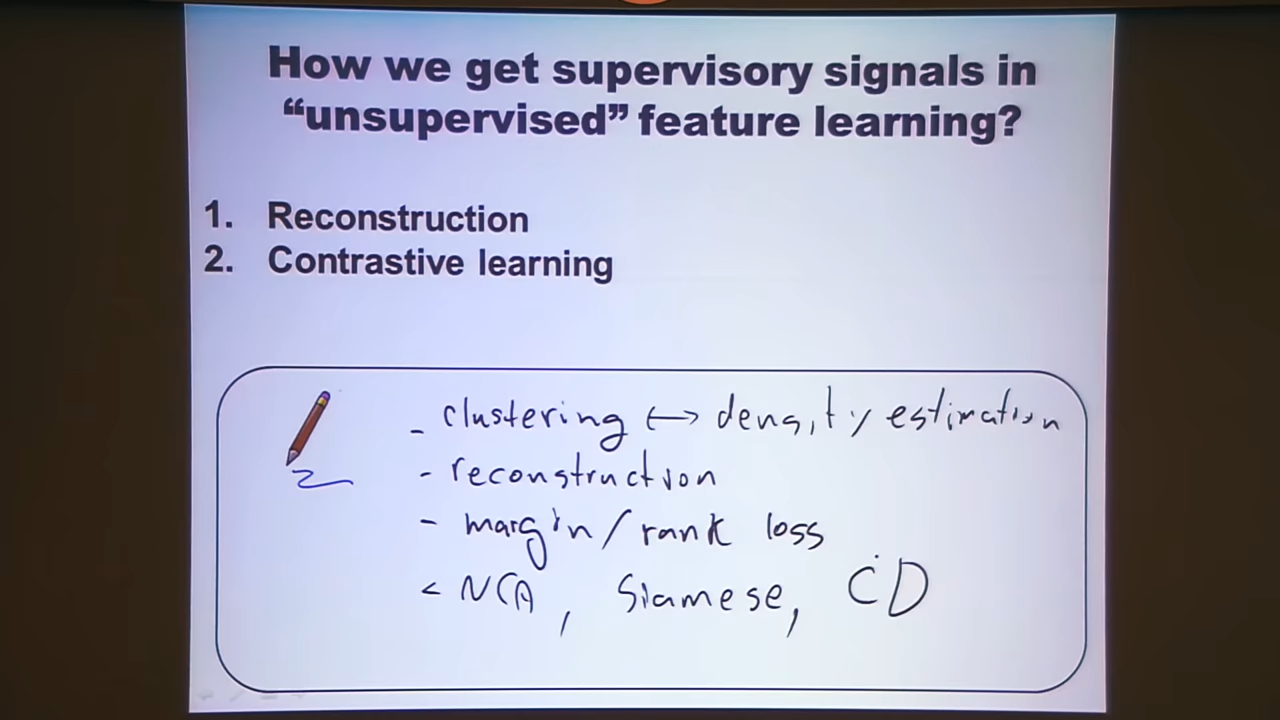 How we get supervisory signals in
“unsupervised” feature learning?
1. Reconstruction
2. Contrastive learning
- clustering ↔ density estimation
- reconstruction
- margin/rank loss
- NCA, Siamese, CD